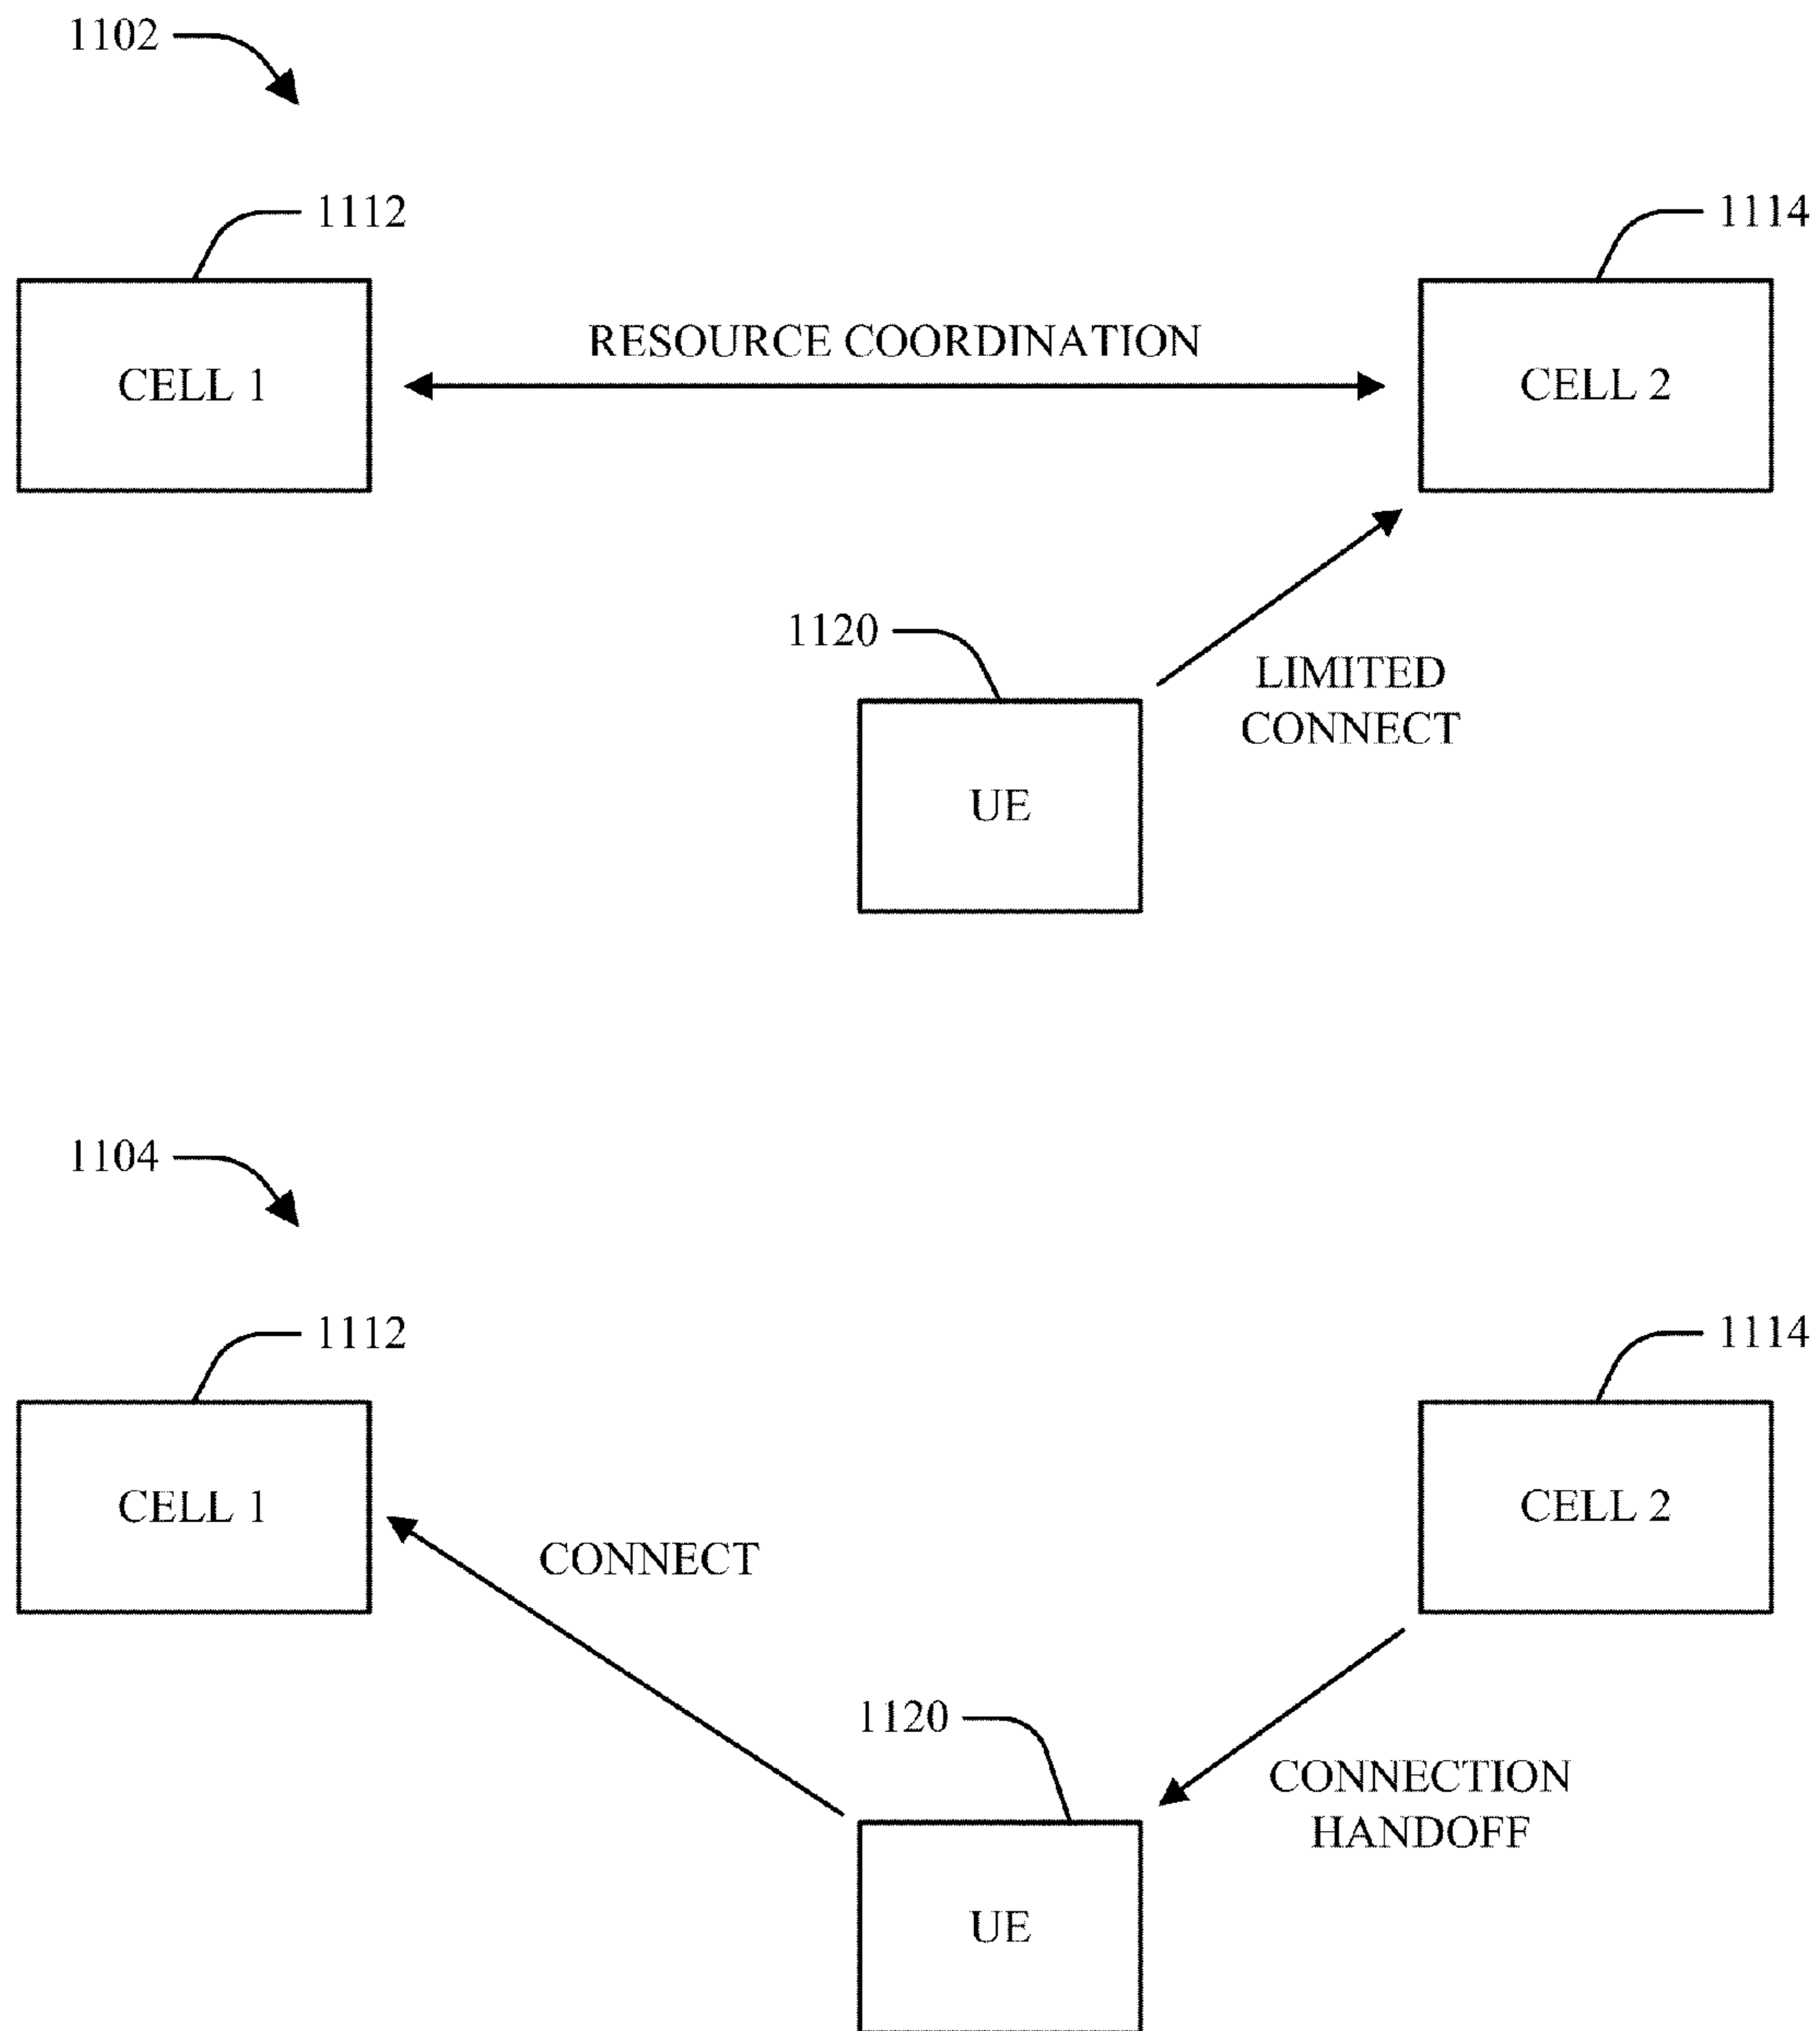 1102
1112
1114
RESOURCE COORDINATION
CELL 1
CELL 2
1120
LIMITED
CONNECT
UE
1104
1112
1114
CELL 1
CELL 2
CONNECT
1120
CONNECTION
HANDOFF
UE